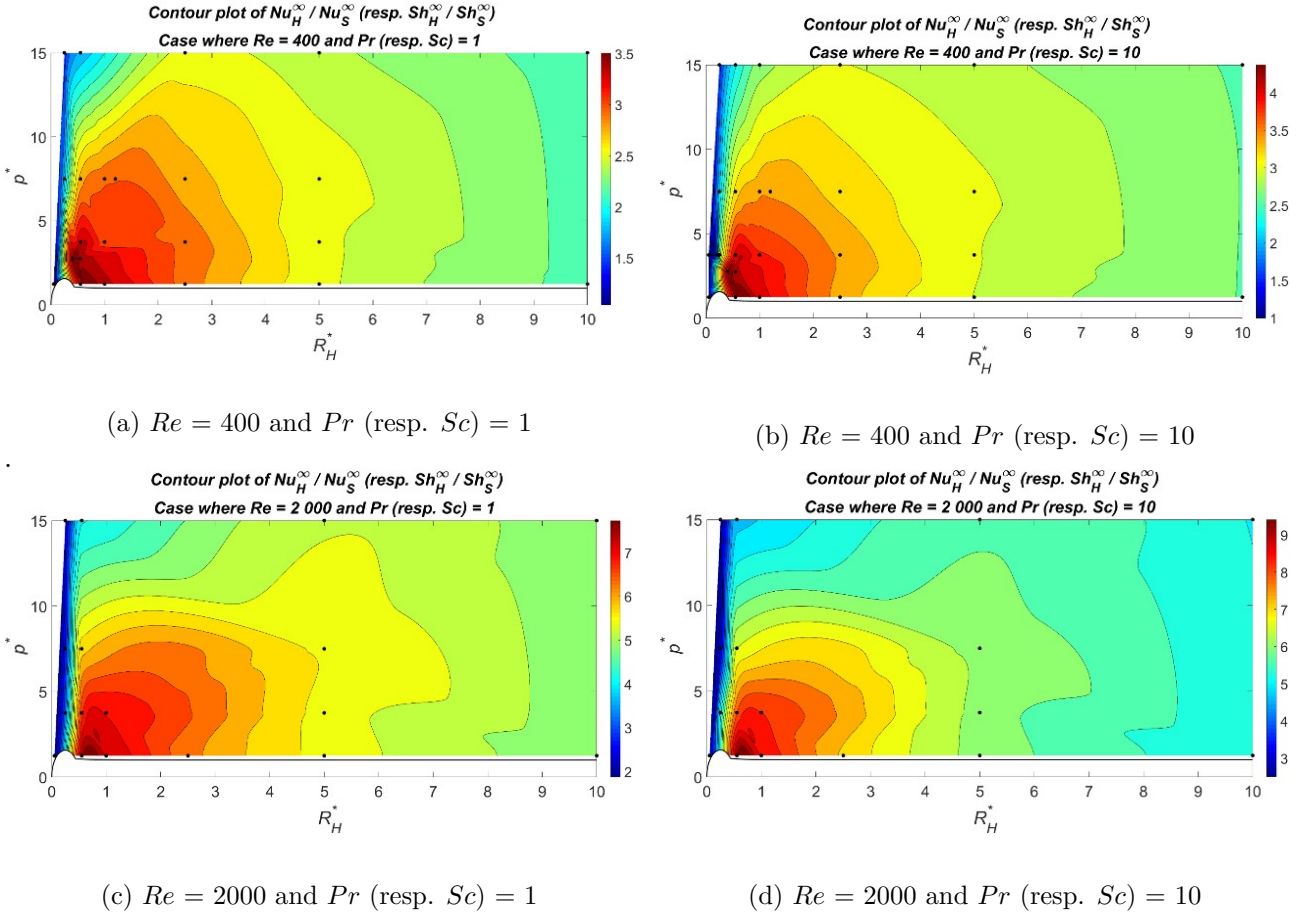 Contour plot of Nu_H^∞ / Nu_S^∞ (resp. Sh_H^∞ / Sh_S^∞)
Case where Re = 400 and Pr (resp. Sc) = 1
15
10
5
0
p*
0 1 2 3 4 5 6 7 8 9 10
R_H^*
3.5
3
2.5
2
1.5
(a) Re = 400 and Pr (resp. Sc) = 1
Contour plot of Nu_H^∞ / Nu_S^∞ (resp. Sh_H^∞ / Sh_S^∞)
Case where Re = 400 and Pr (resp. Sc) = 10
15
10
5
0
p*
0 1 2 3 4 5 6 7 8 9 10
R_H^*
4
3.5
3
2.5
2
1.5
1
(b) Re = 400 and Pr (resp. Sc) = 10
.
Contour plot of Nu_H^∞ / Nu_S^∞ (resp. Sh_H^∞ / Sh_S^∞)
Case where Re = 2 000 and Pr (resp. Sc) = 1
15
10
5
0
p*
0 1 2 3 4 5 6 7 8 9 10
R_H^*
7
6
5
4
3
2
(c) Re = 2000 and Pr (resp. Sc) = 1
Contour plot of Nu_H^∞ / Nu_S^∞ (resp. Sh_H^∞ / Sh_S^∞)
Case where Re = 2 000 and Pr (resp. Sc) = 10
15
10
5
0
p*
0 1 2 3 4 5 6 7 8 9 10
R_H^*
9
8
7
6
5
4
3
(d) Re = 2000 and Pr (resp. Sc) = 10